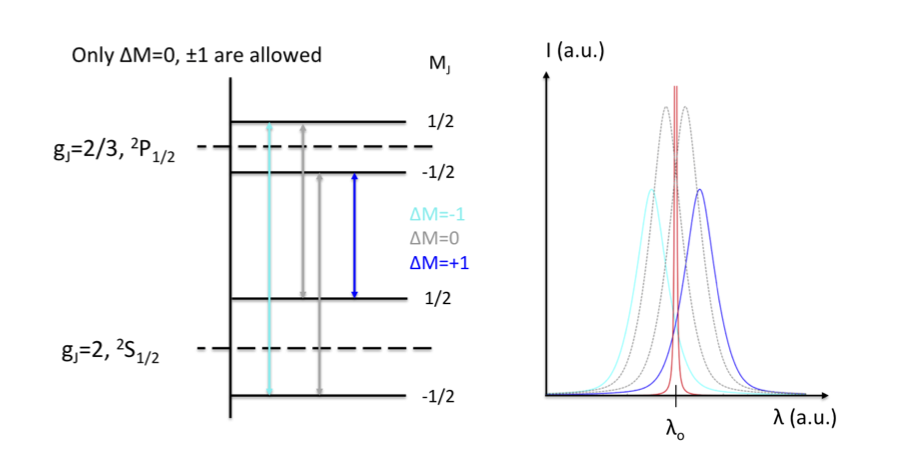 Only ΔM=0, ±1 are allowed
M_J
1/2
g_J=2/3, ²P_1/2
-1/2
ΔM=-1
ΔM=0
ΔM=+1
1/2
g_J=2, ²S_1/2
-1/2
I (a.u.)
λ (a.u.)
λ_o